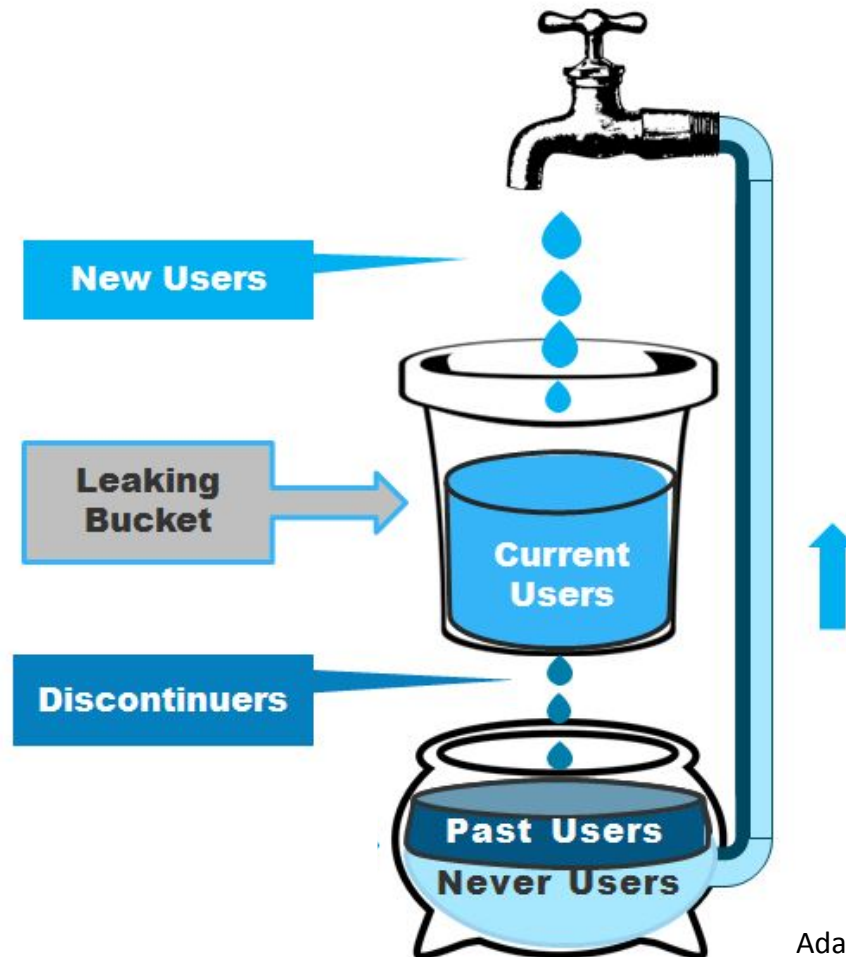 New Users
Leaking
Bucket
Current
Users
Discontinuers
Past Users
Never Users
Ada